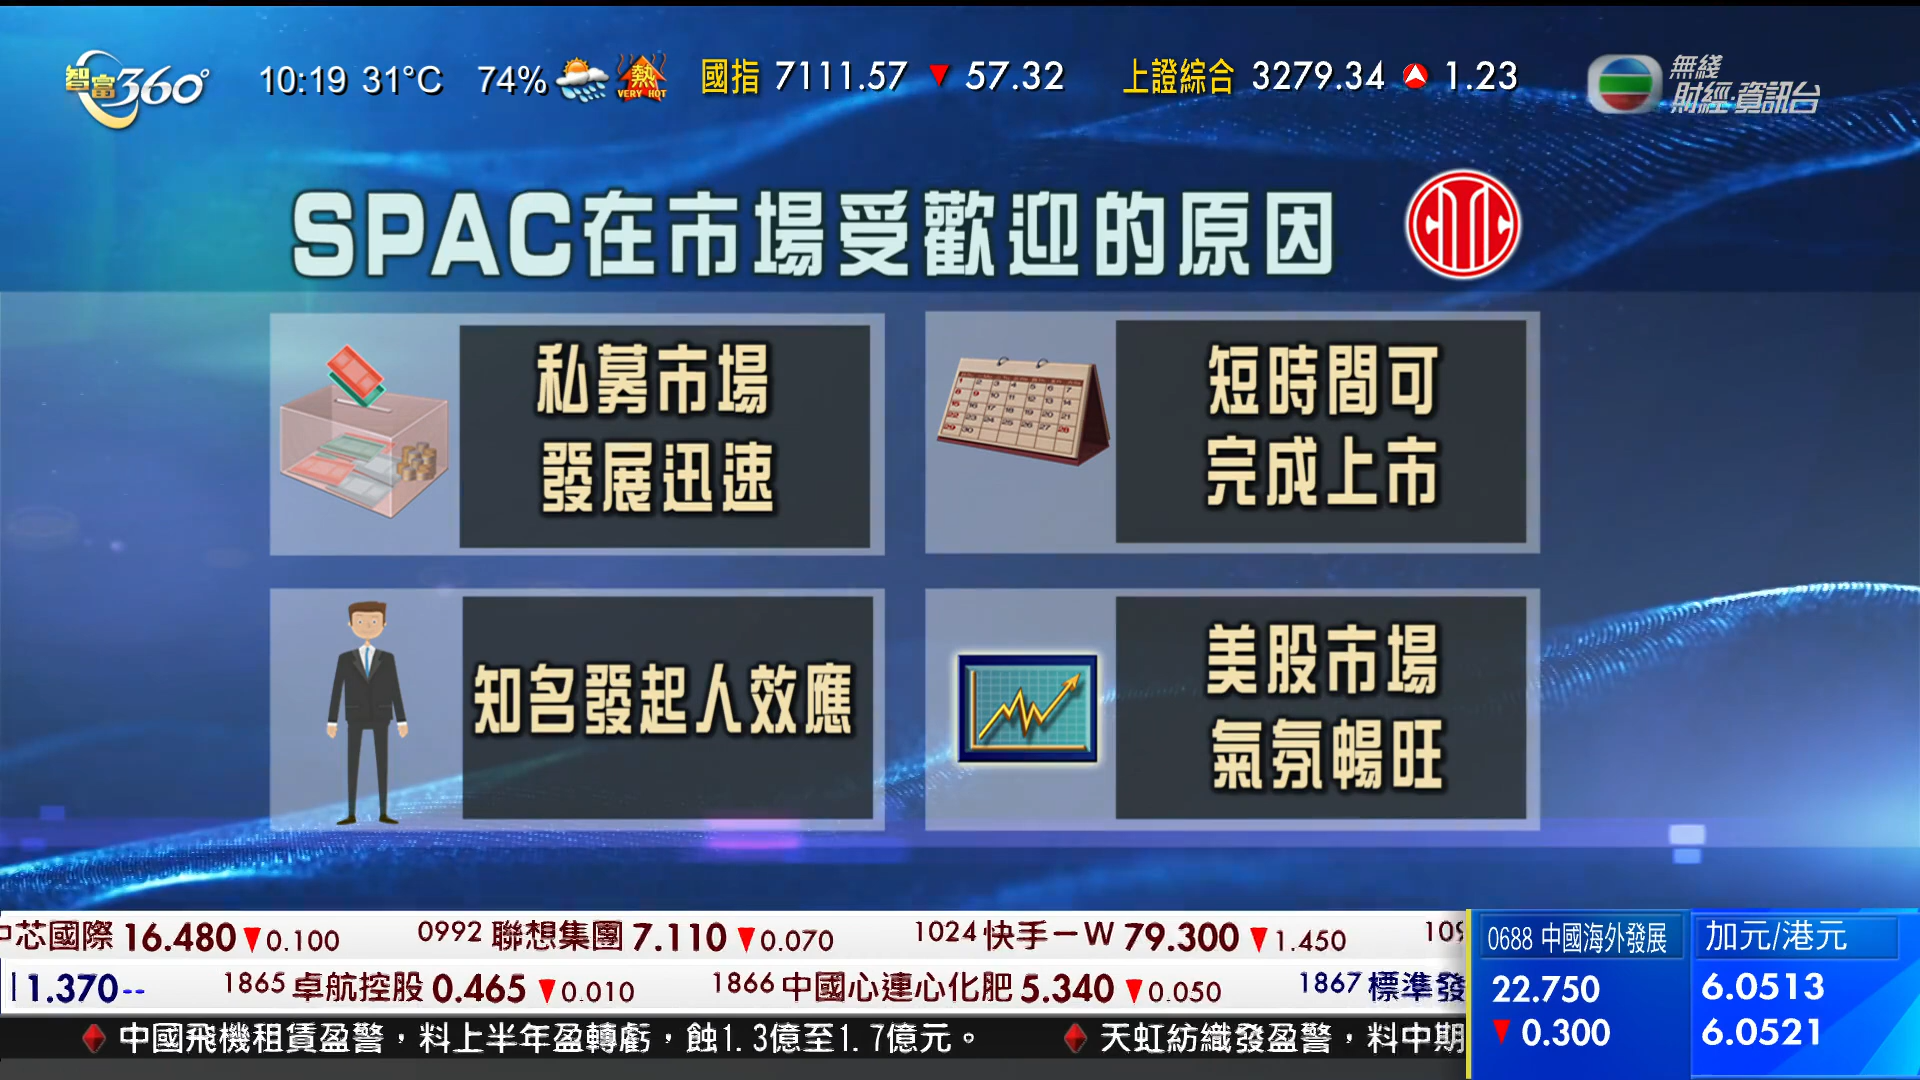 智富360°
10:19 31°C 74%
熱
VERY HOT
國指 7111.57 ▼ 57.32
上證綜合 3279.34 ▲ 1.23
無綫
財經·資訊台
SPAC在市場受歡迎的原因
私募市場
發展迅速
短時間可
完成上市
知名發起人效應
美股市場
氣氛暢旺
芯國際 16.480 ▼0.100 0992 聯想集團 7.110 ▼0.070 1024 快手－W 79.300 ▼1.450
1.370-- 1865 卓航控股 0.465 ▼0.010 1866 中國心連心化肥 5.340 ▼0.050 1867 標準發
中國飛機租賃盈警，料上半年盈轉虧，蝕1.3億至1.7億元。 天虹紡織發盈警，料中期
0688 中國海外發展
22.750
▼ 0.300
加元/港元
6.0513
6.0521